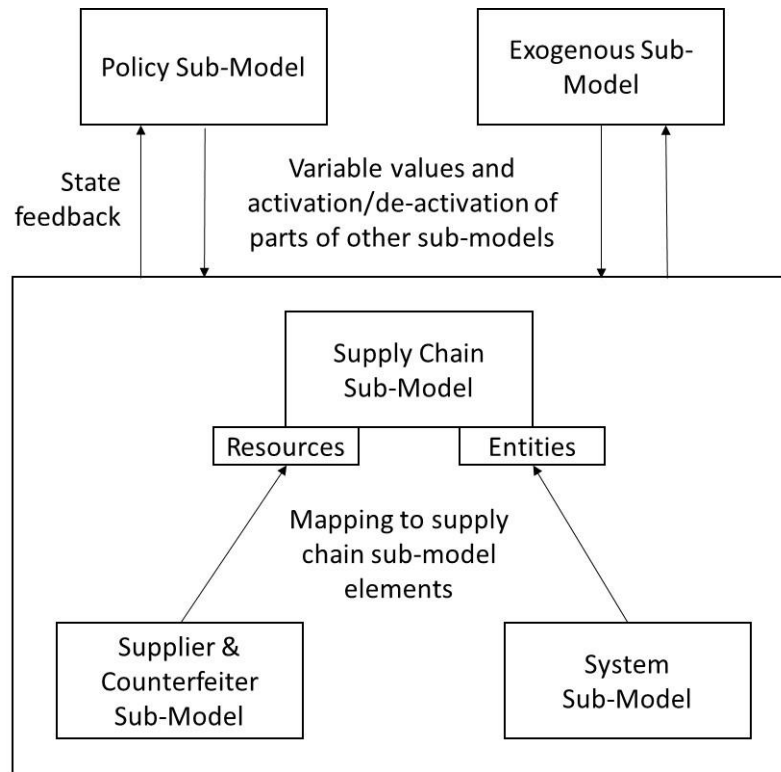 Policy Sub-Model
Exogenous Sub-
Model
State
feedback
Variable values and
activation/de-activation of
parts of other sub-models
Supply Chain
Sub-Model
Resources
Entities
Mapping to supply
chain sub-model
elements
Supplier &
Counterfeiter
Sub-Model
System
Sub-Model